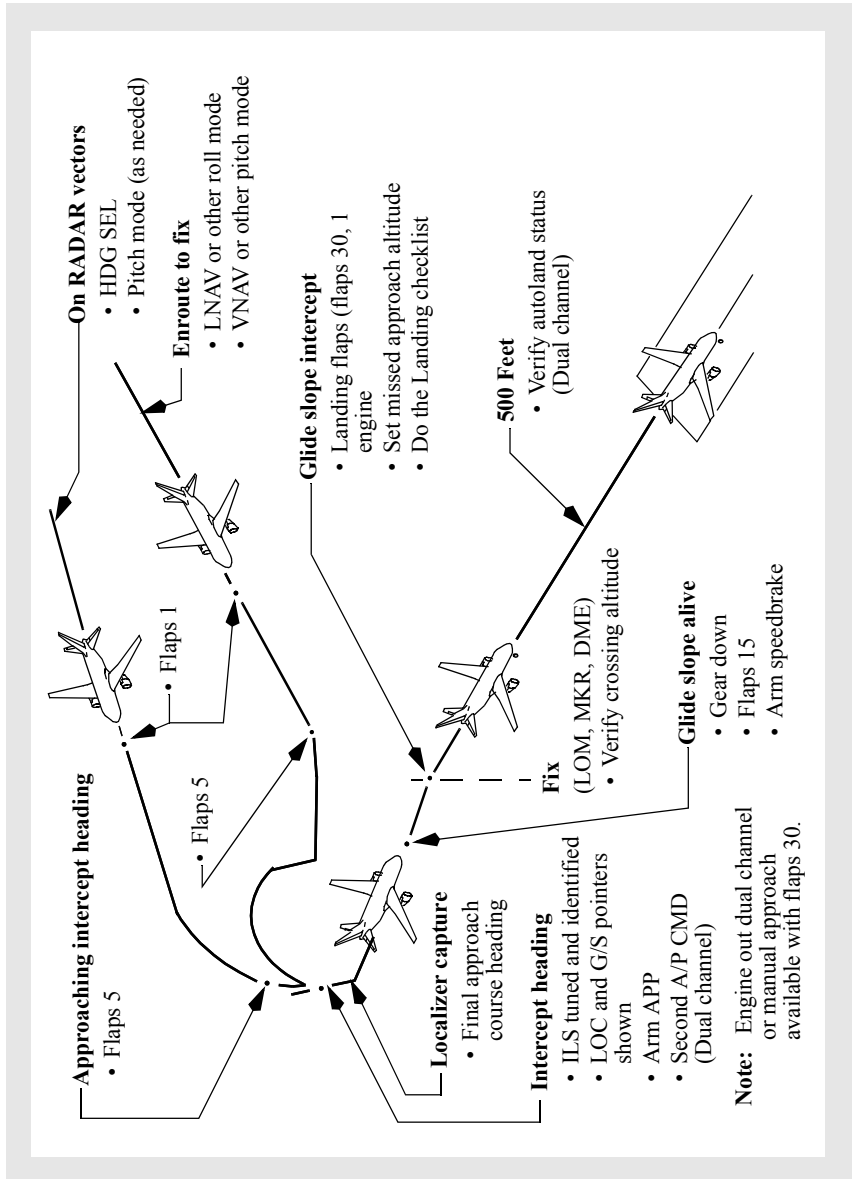 On RADAR vectors
• HDG SEL
• Pitch mode (as needed)
Enroute to fix
• LNAV or other roll mode
• VNAV or other pitch mode
• Flaps 1
Approaching intercept heading
• Flaps 5
• Flaps 5
Localizer capture
• Final approach
course heading
Intercept heading
• ILS tuned and identified
• LOC and G/S pointers
shown
• Arm APP
• Second A/P CMD
(Dual channel)
Glide slope alive
• Gear down
• Flaps 15
• Arm speedbrake
Glide slope intercept
• Landing flaps (flaps 30, 1
engine
• Set missed approach altitude
• Do the Landing checklist
Fix
(LOM, MKR, DME)
• Verify crossing altitude
500 Feet
• Verify autoland status
(Dual channel)
Note: Engine out dual channel
or manual approach
available with flaps 30.